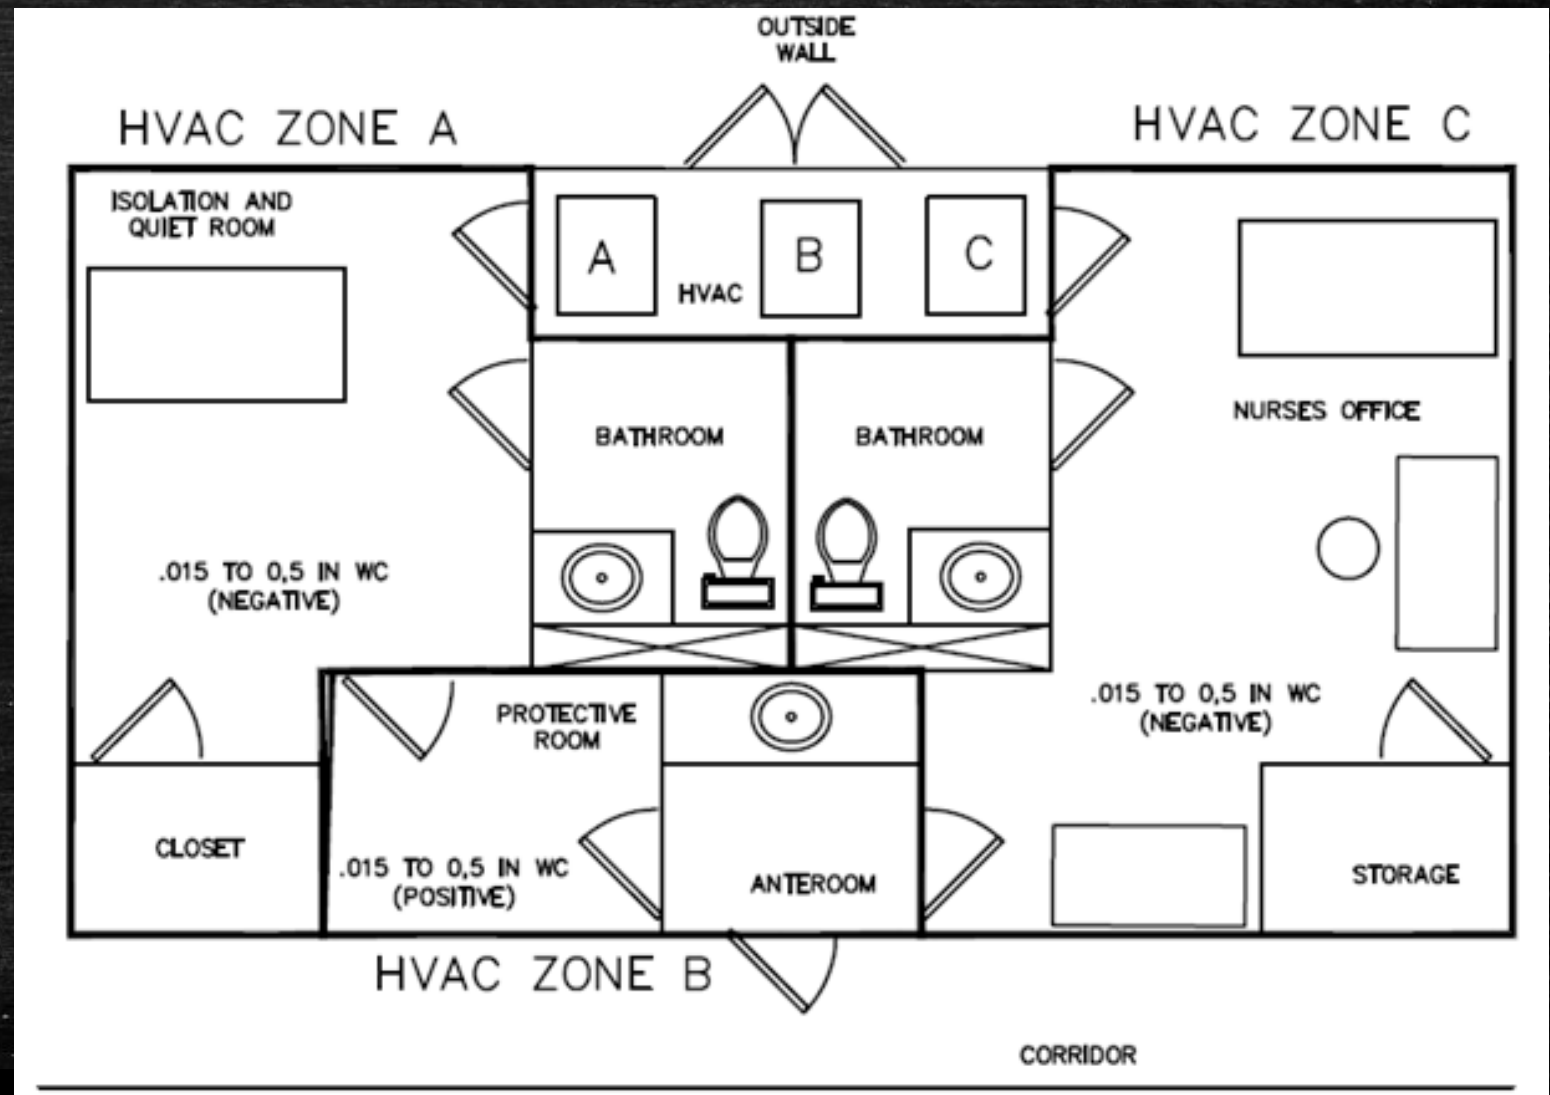 OUTSIDE
WALL
HVAC ZONE A
HVAC ZONE C
ISOLATION AND
QUIET ROOM
A
B
C
HVAC
NURSES OFFICE
BATHROOM
BATHROOM
.015 TO 0,5 IN WC
(NEGATIVE)
.015 TO 0,5 IN WC
(NEGATIVE)
PROTECTIVE
ROOM
CLOSET
.015 TO 0,5 IN WC
(POSITIVE)
ANTEROOM
STORAGE
HVAC ZONE B
CORRIDOR